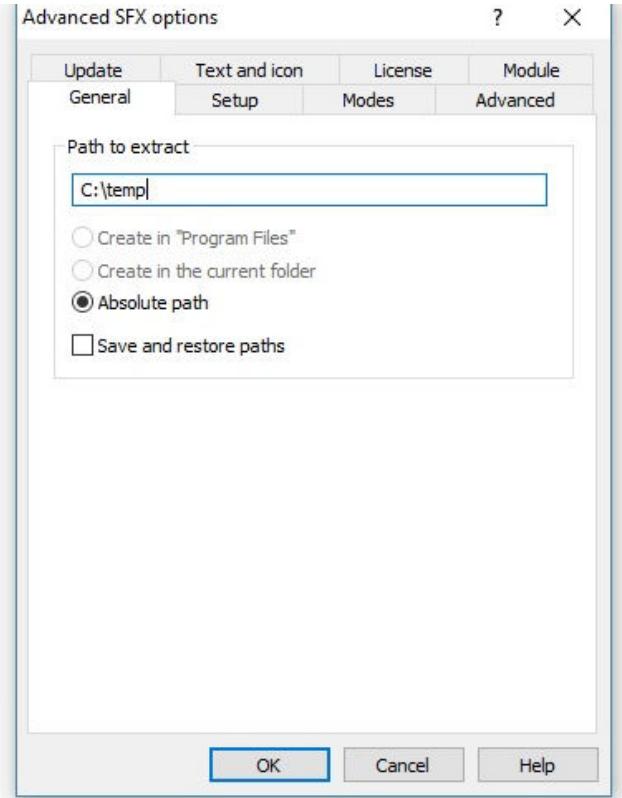 Advanced SFX options ?
Update Text and icon License Module
General Setup Modes Advanced
Path to extract
C:\temp
Create in "Program Files"
Create in the current folder
Absolute path
Save and restore paths
OK Cancel Help